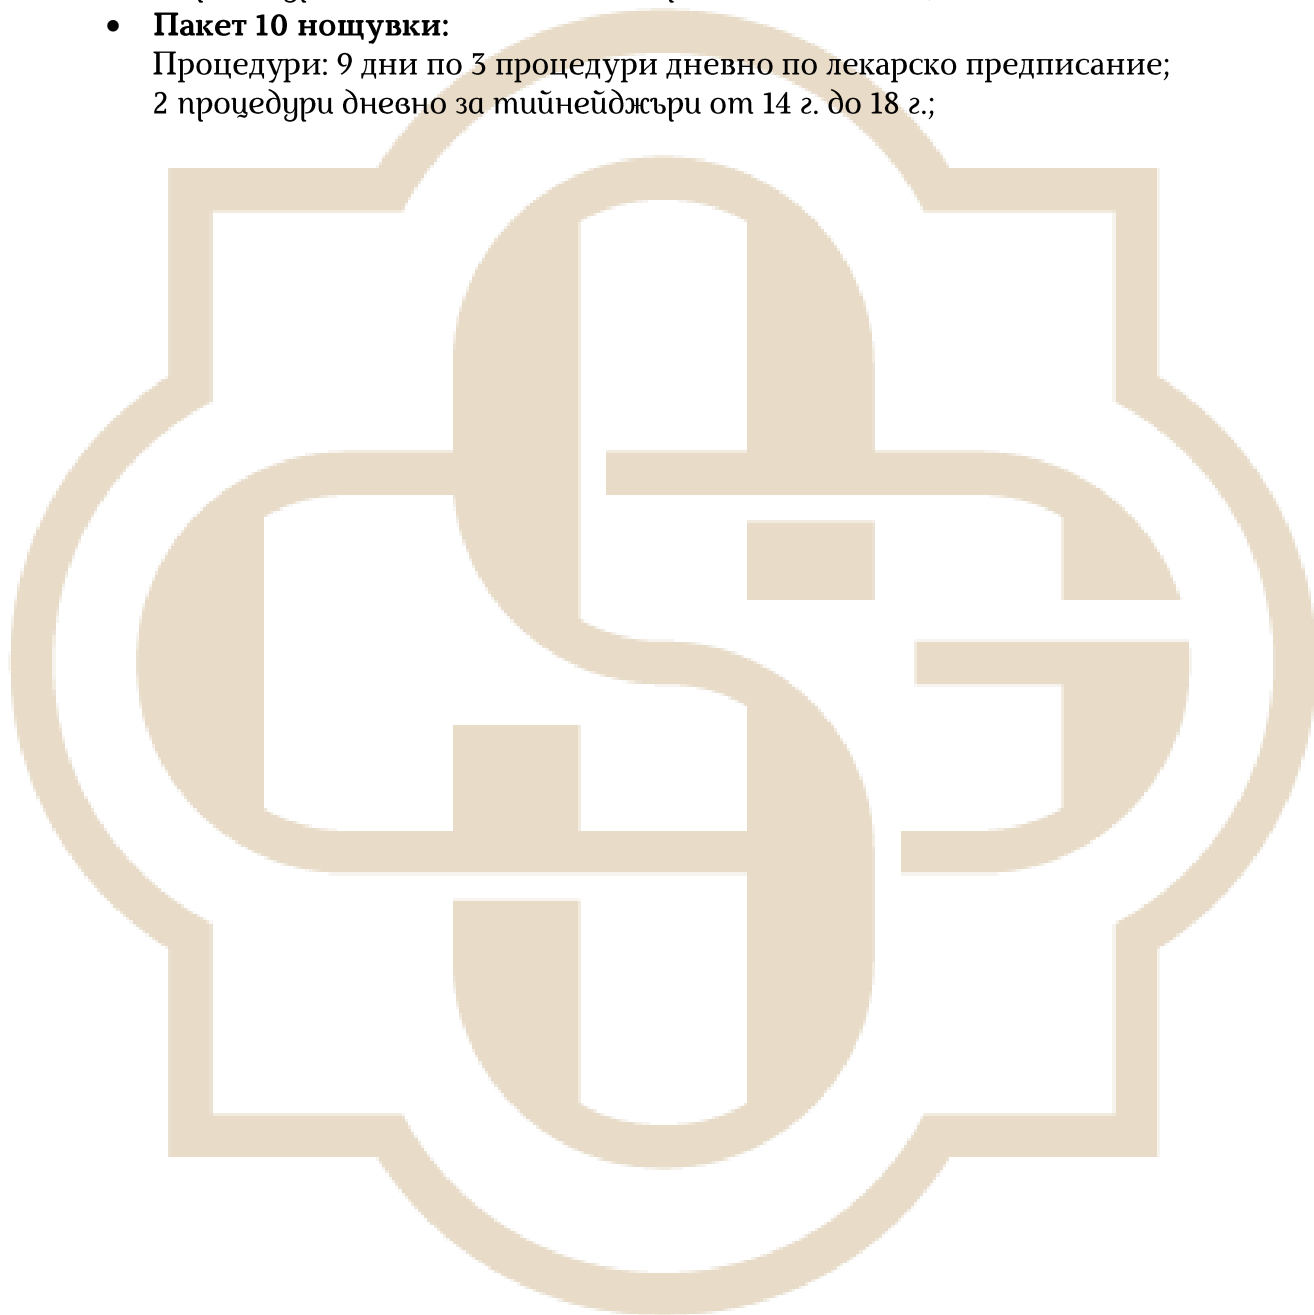 • Пакет 10 нощувки:
Процедури: 9 дни по 3 процедури дневно по лекарско предписание;
2 процедури дневно за тийнейджъри от 14 г. до 18 г.;
CSG